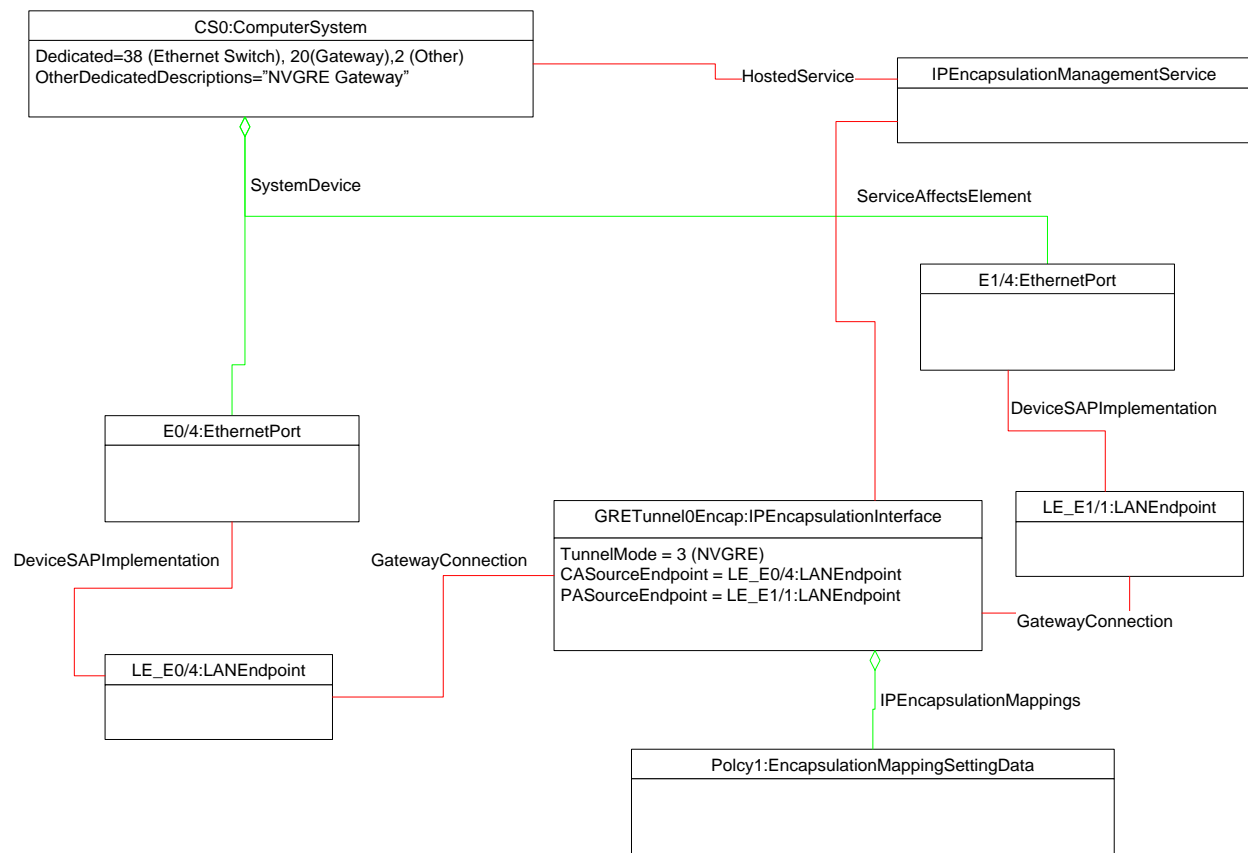 CS0:ComputerSystem
Dedicated=38 (Ethernet Switch), 20(Gateway),2 (Other)
OtherDedicatedDescriptions=”NVGRE Gateway”
HostedService
IPEncapsulationManagementService
SystemDevice
ServiceAffectsElement
E1/4:EthernetPort
DeviceSAPImplementation
E0/4:EthernetPort
LE_E1/1:LANEndpoint
GRETunnel0Encap:IPEncapsulationInterface
TunnelMode = 3 (NVGRE)
CASourceEndpoint = LE_E0/4:LANEndpoint
PASourceEndpoint = LE_E1/1:LANEndpoint
DeviceSAPImplementation
GatewayConnection
GatewayConnection
LE_E0/4:LANEndpoint
IPEncapsulationMappings
Polcy1:EncapsulationMappingSettingData